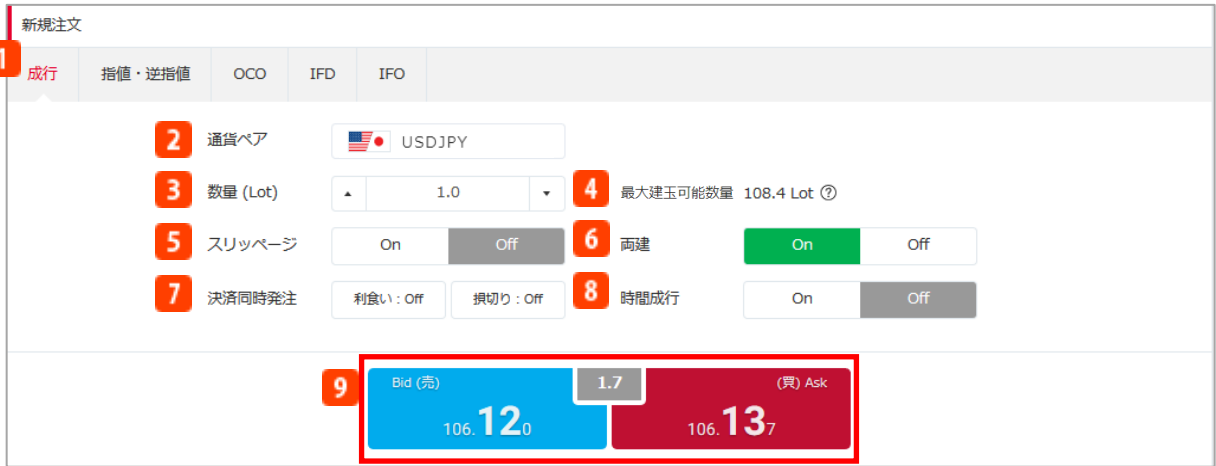 新規注文
1
成行 指値・逆指値 OCO IFD IFO
2 通貨ペア USDJPY
3 数量 (Lot) ▲ 1.0 ▼ 4 最大建玉可能数量 108.4 Lot ?
5 スリッページ On Off 6 両建 On Off
7 決済同時発注 利食い : Off 損切り : Off 8 時間成行 On Off
9 Bid (売) 1.7 (買) Ask
106.120 106.137